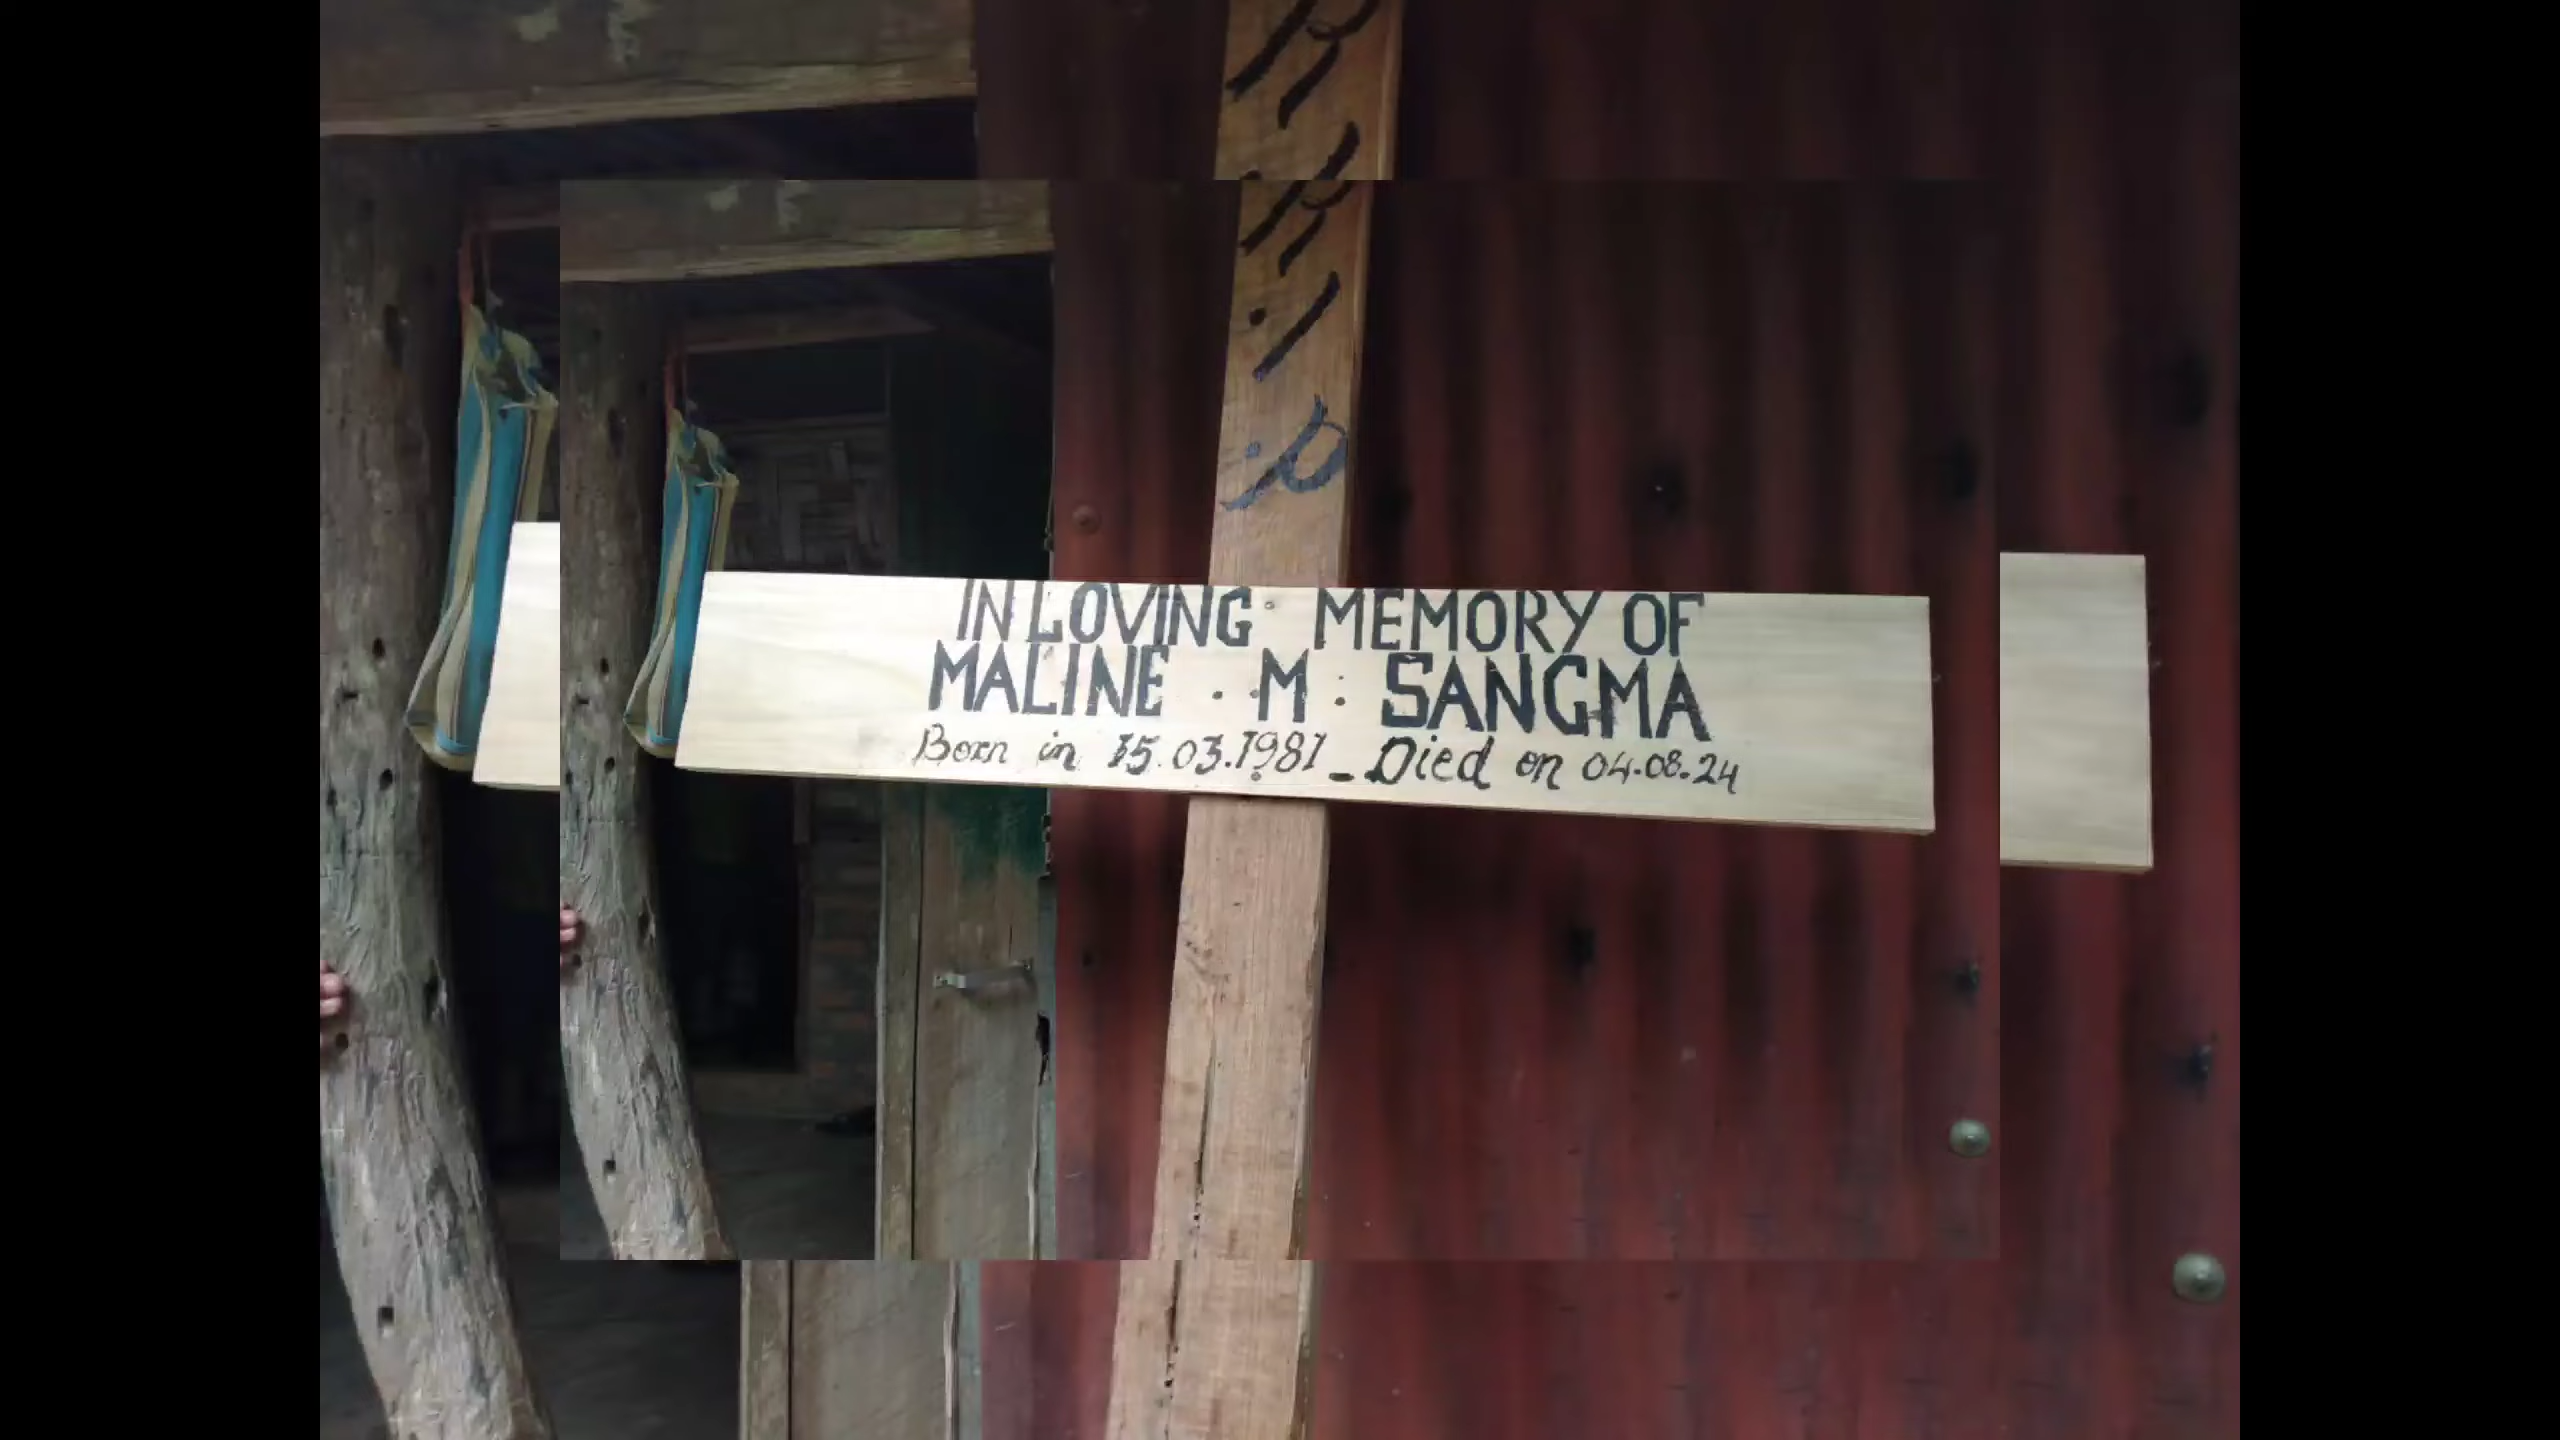 R.I.P
IN LOVING MEMORY OF
MALINE . M . SANGMA
Born in 15.03.1981 _ Died on 04.08.24